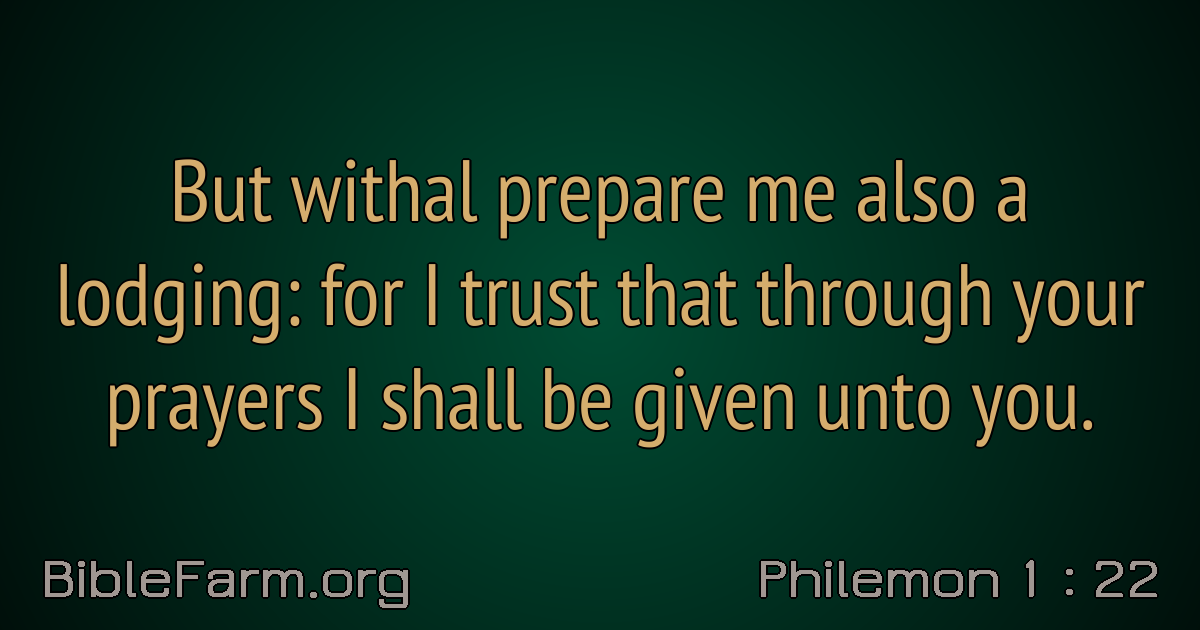 But withal prepare me also a
lodging: for I trust that through your
prayers I shall be given unto you.
BibleFarm.org
Philemon 1 : 22